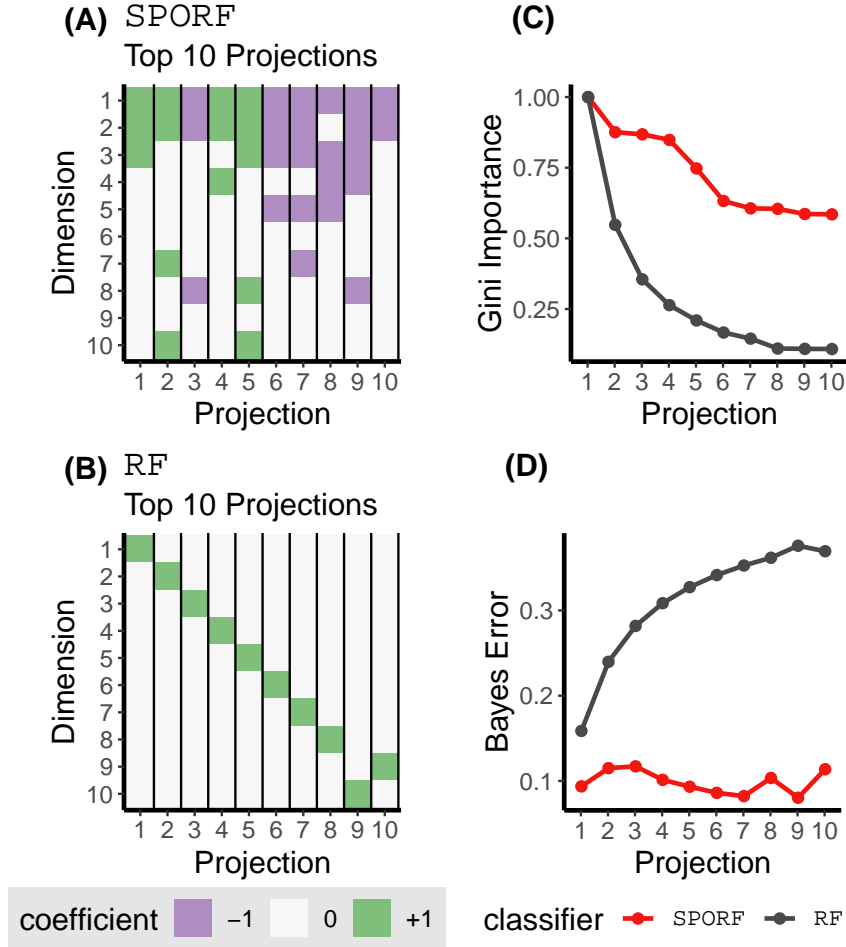 (A) SPORF
Top 10 Projections
Dimension
1
2
3
4
5
7
8
9
10
1 2 3 4 5 6 7 8 9 10
Projection
(C)
Gini Importance
1.00
0.75
0.50
0.25
1 2 3 4 5 6 7 8 9 10
Projection
(B) RF
Top 10 Projections
Dimension
1
2
3
4
5
6
7
8
9
10
1 2 3 4 5 6 7 8 9 10
Projection
(D)
Bayes Error
0.3
0.2
0.1
1 2 3 4 5 6 7 8 9 10
Projection
coefficient −1 0 +1
classifier SPORF RF